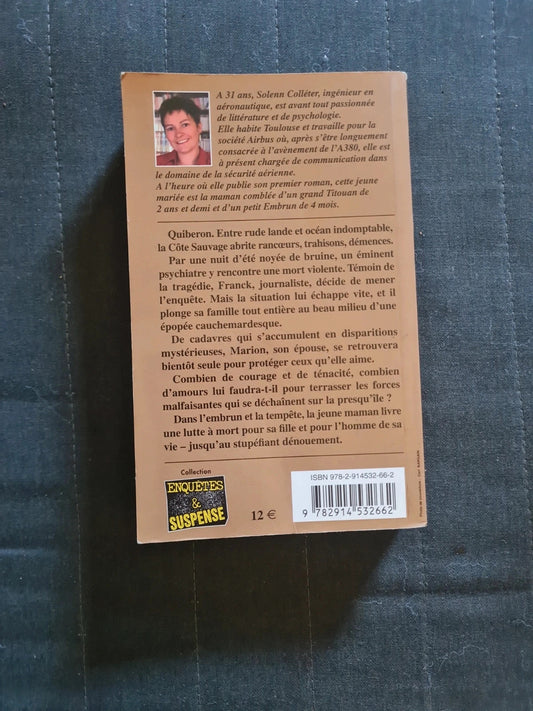 A 31 ans, Solenn Colléter, ingénieur en
aéronautique, est avant tout passionnée
de littérature et de psychologie.
Elle habite Toulouse et travaille pour la
société Airbus où, après s'être longuement
consacrée à l'avènement de l'A380, elle est
à présent chargée de communication dans
le domaine de la sécurité aérienne.
A l'heure où elle publie son premier roman, cette jeune
mariée est la maman comblée d'un grand Titouan de
2 ans et demi et d'un petit Embrun de 4 mois.
Quiberon. Entre rude lande et océan indomptable,
la Côte Sauvage abrite rancœurs, trahisons, démences.
Par une nuit d'été noyée de bruine, un éminent
psychiatre y rencontre une mort violente. Témoin de
la tragédie, Franck, journaliste, décide de mener
l'enquête. Mais la situation lui échappe vite, et il
plonge sa famille tout entière au beau milieu d'une
épopée cauchemardesque.
De cadavres qui s'accumulent en disparitions
mystérieuses, Marion, son épouse, se retrouvera
bientôt seule pour protéger ceux qu'elle aime.
Combien de courage et de ténacité, combien
d'amours lui faudra-t-il pour terrasser les forces
malfaisantes qui se déchaînent sur la presqu'île ?
Dans l'embrun et la tempête, la jeune maman livre
une lutte à mort pour sa fille et pour l'homme de sa
vie – jusqu'au stupéfiant dénouement.
Collection
ENQUÊTES
&
SUSPENSE
12 €
ISBN 978-2-914532-66-2
9 782914 532662